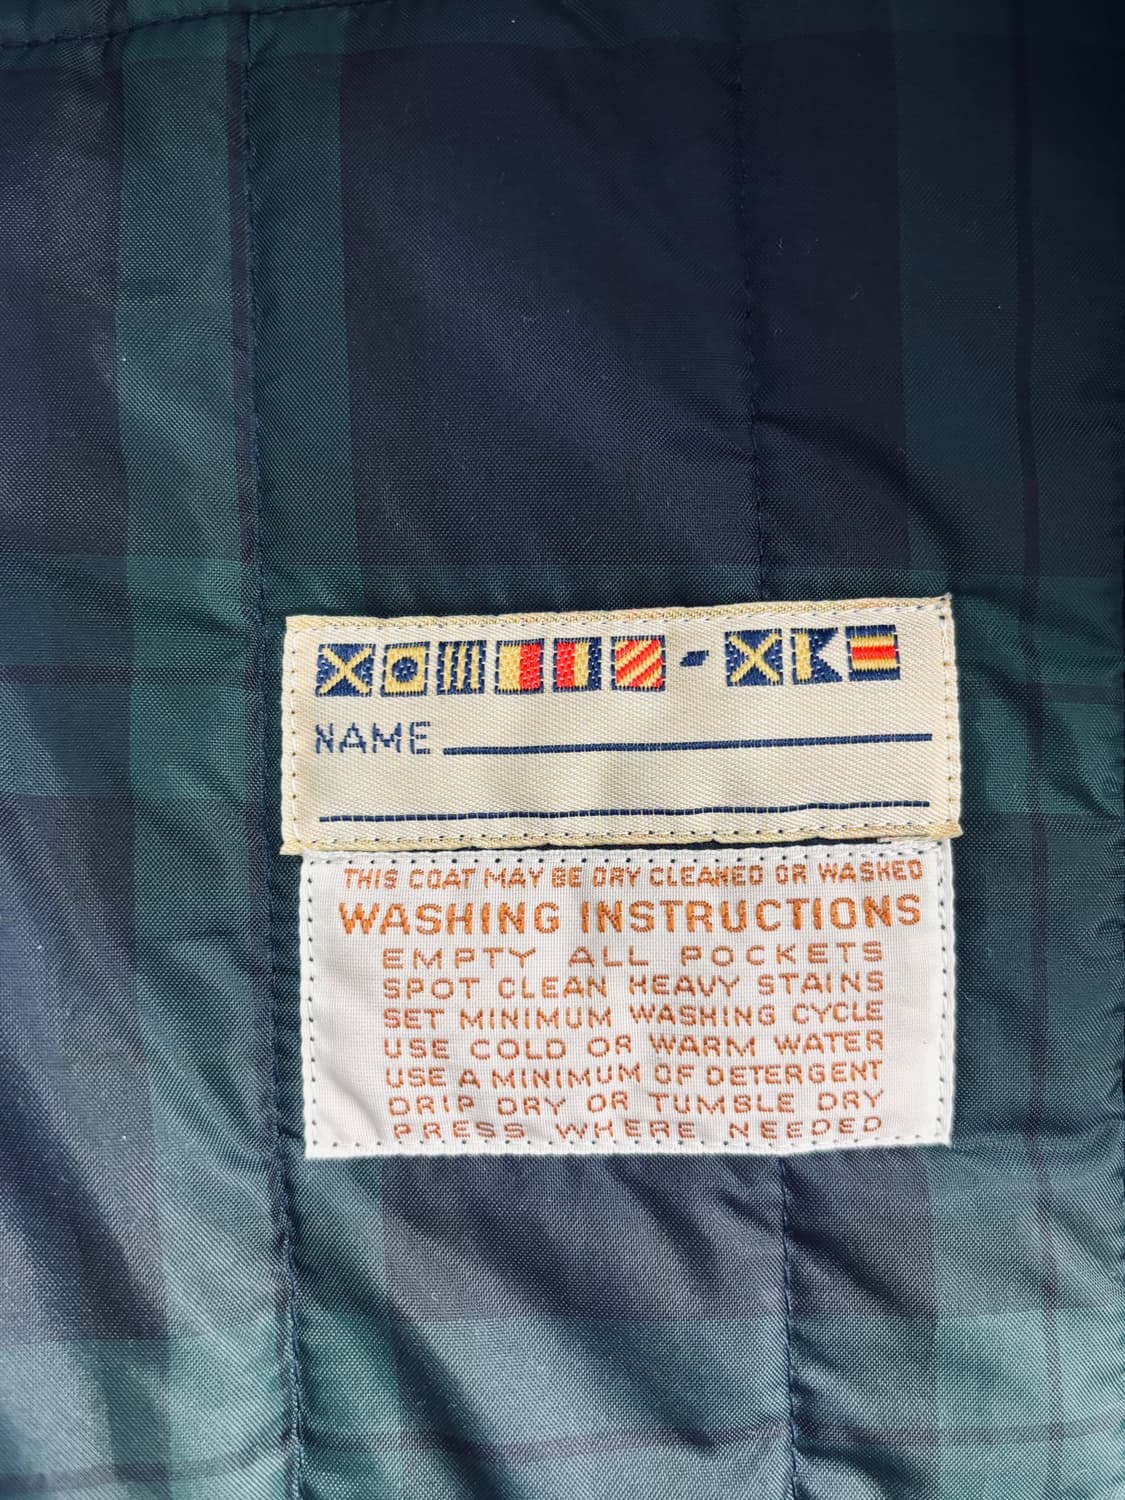 NAME
THIS COAT MAY BE DRY CLEANED OR WASHED
WASHING INSTRUCTIONS
EMPTY ALL POCKETS
SPOT CLEAN HEAVY STAINS
SET MINIMUM WASHING CYCLE
USE COLD OR WARM WATER
USE A MINIMUM OF DETERGENT
DRIP DRY OR TUMBLE DRY
PRESS WHERE NEEDED